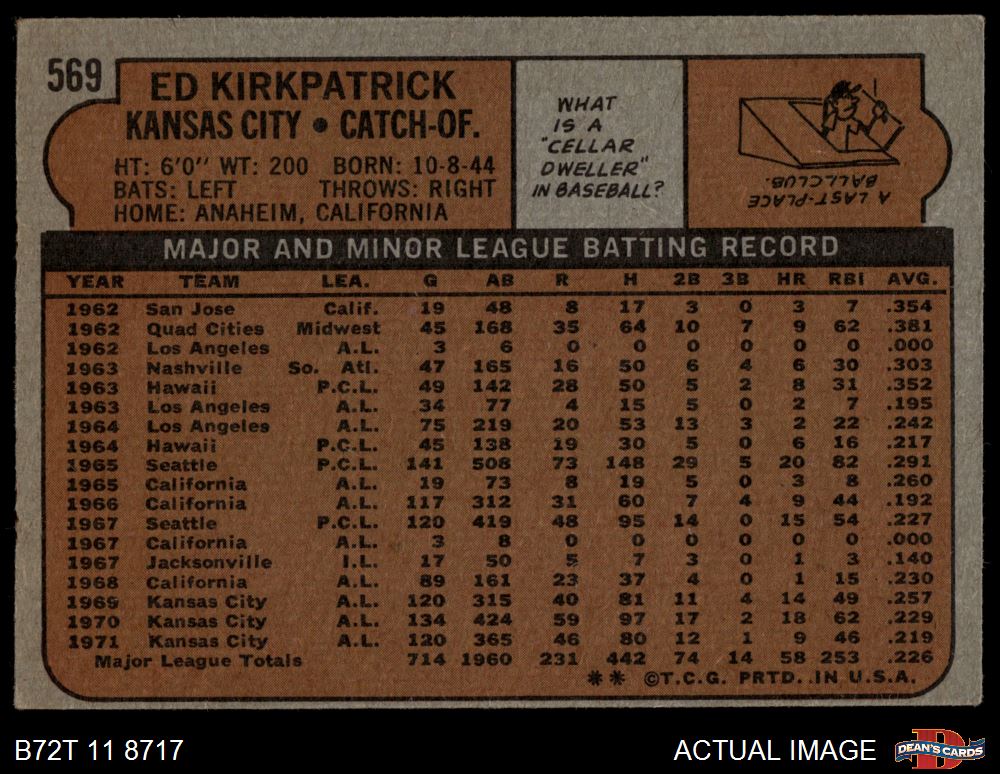 569
ED KIRKPATRICK
KANSAS CITY • CATCH-OF.
HT: 6'0" WT: 200 BORN: 10-8-44
BATS: LEFT THROWS: RIGHT
HOME: ANAHEIM, CALIFORNIA
WHAT
IS A
"CELLAR
DWELLER"
IN BASEBALL?
A LAST-PLACE
BALLCLUB.
MAJOR AND MINOR LEAGUE BATTING RECORD
YEAR TEAM LEA. G AB R H 2B 3B HR RBI AVG.
1962 San Jose Calif. 19 48 8 17 3 0 3 7 .354
1962 Quad Cities Midwest 45 168 35 64 10 7 9 62 .381
1962 Los Angeles A.L. 3 6 0 0 0 0 0 0 .000
1963 Nashville So. Atl. 47 165 16 50 6 4 6 30 .303
1963 Hawaii P.C.L. 49 142 28 50 5 2 8 31 .352
1963 Los Angeles A.L. 34 77 4 15 5 0 2 7 .195
1964 Los Angeles A.L. 75 219 20 53 13 3 2 22 .242
1964 Hawaii P.C.L. 45 138 19 30 5 0 6 16 .217
1965 Seattle P.C.L. 141 508 73 148 29 5 20 82 .291
1965 California A.L. 19 73 8 19 5 0 3 8 .260
1966 California A.L. 117 312 31 60 7 4 9 44 .192
1967 Seattle P.C.L. 120 419 48 95 14 0 15 54 .227
1967 California A.L. 3 8 0 0 0 0 0 0 .000
1967 Jacksonville I.L. 17 50 5 7 3 0 1 3 .140
1968 California A.L. 89 161 23 37 4 0 1 15 .230
1969 Kansas City A.L. 120 315 40 81 11 4 14 49 .257
1970 Kansas City A.L. 134 424 59 97 17 2 18 62 .229
1971 Kansas City A.L. 120 365 46 80 12 1 9 46 .219
Major League Totals 714 1960 231 442 74 14 58 253 .226
** ©T.C.G. PRTD. IN U.S.A.
B72T 11 8717
ACTUAL IMAGE
DEAN'S CARDS